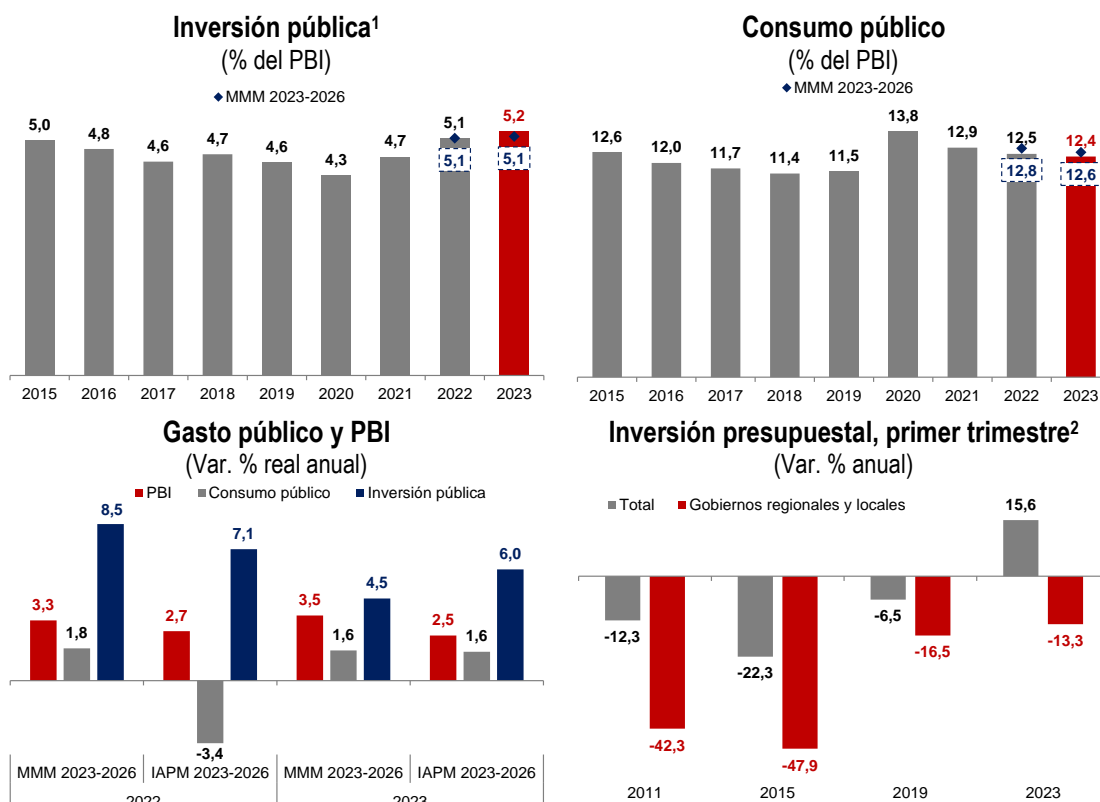 Inversión pública¹
(% del PBI)
MMM 2023-2026
5,0
4,8
4,6
4,7
4,6
4,3
4,7
5,1
5,2
5,1
5,1
2015 2016 2017 2018 2019 2020 2021 2022 2023
Consumo público
(% del PBI)
MMM 2023-2026
12,6
12,0
11,7
11,4
11,5
13,8
12,9
12,5
12,4
12,8
12,6
2015 2016 2017 2018 2019 2020 2021 2022 2023
Gasto público y PBI
(Var. % real anual)
PBI Consumo público Inversión pública
3,3
1,8
8,5
2,7
-3,4
7,1
3,5
1,6
4,5
2,5
1,6
6,0
MMM 2023-2026 IAPM 2023-2026 MMM 2023-2026 IAPM 2023-2026
2022 2023
Inversión presupuestal, primer trimestre²
(Var. % anual)
Total Gobiernos regionales y locales
-12,3
-42,3
-22,3
-47,9
-6,5
-16,5
15,6
-13,3
2011 2015 2019 2023